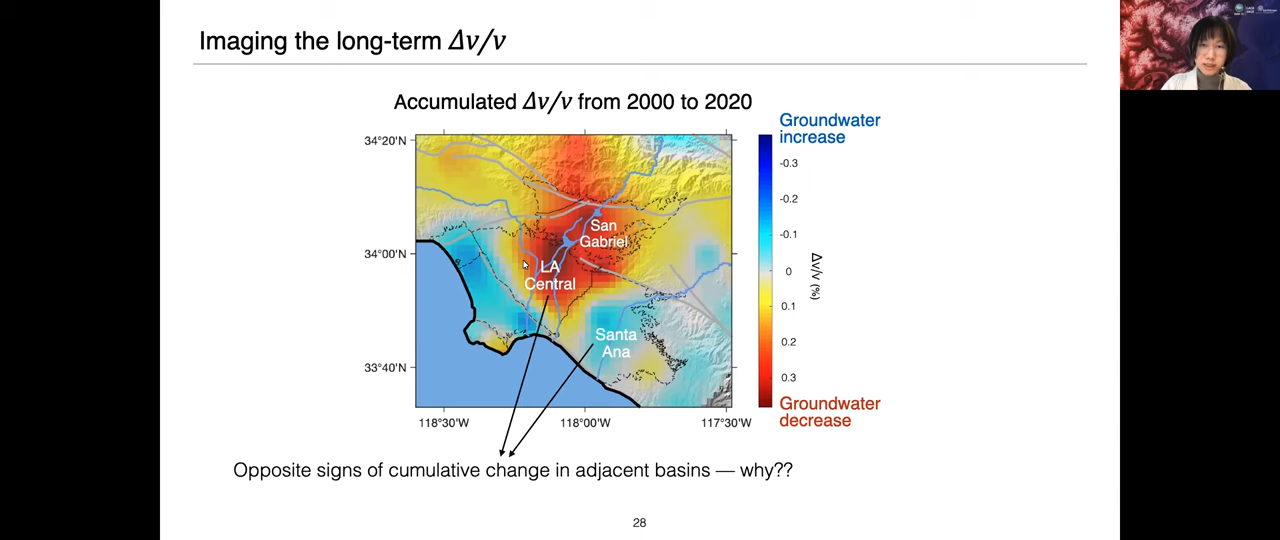 Imaging the long-term Δv/v
Accumulated Δv/v from 2000 to 2020
Groundwater
increase
34°20'N
34°00'N
33°40'N
118°30'W
118°00'W
117°30'W
San
Gabriel
LA
Central
Santa
Ana
-0.3
-0.2
-0.1
0
0.1
0.2
0.3
Δv/v (%)
Groundwater
decrease
Opposite signs of cumulative change in adjacent basins — why??
28